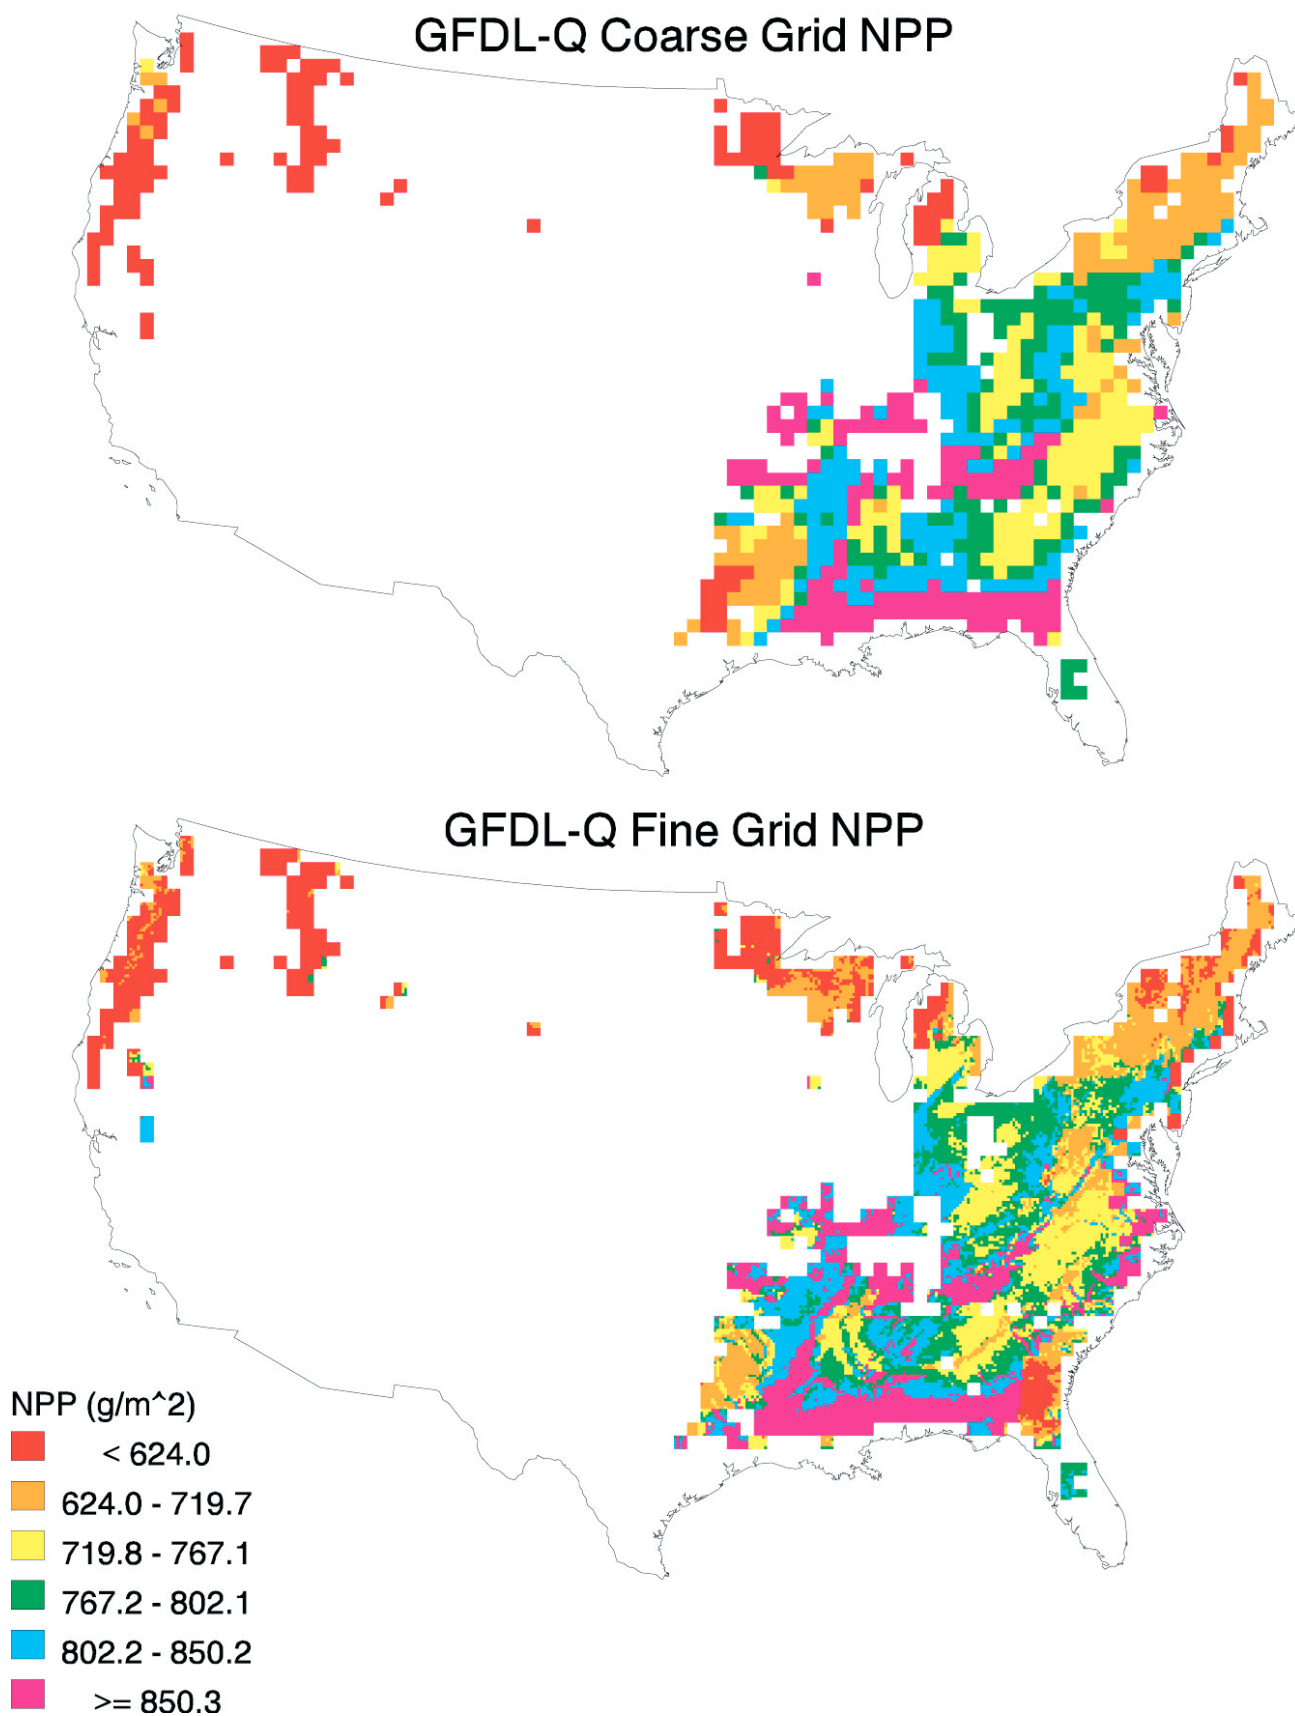 GFDL-Q Coarse Grid NPP
GFDL-Q Fine Grid NPP
NPP (g/m^2)
< 624.0
624.0 - 719.7
719.8 - 767.1
767.2 - 802.1
802.2 - 850.2
>= 850.3